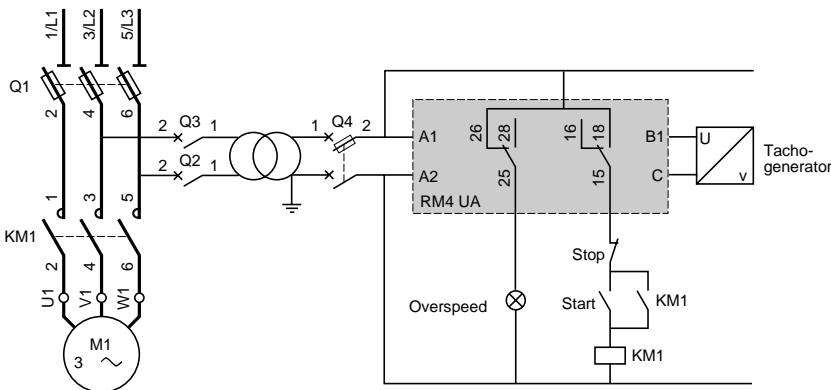 1/L1
3/L2
5/L3
Q1
2
4
6
2
Q3
1
1
Q4
2
2
Q2
1
A1
A2
26
28
25
16
18
15
B1
C
RM4 UA
U
v
Tacho-
generator
1
3
5
KM1
2
4
6
U1
V1
W1
M1
3
Stop
Start
KM1
Overspeed
KM1